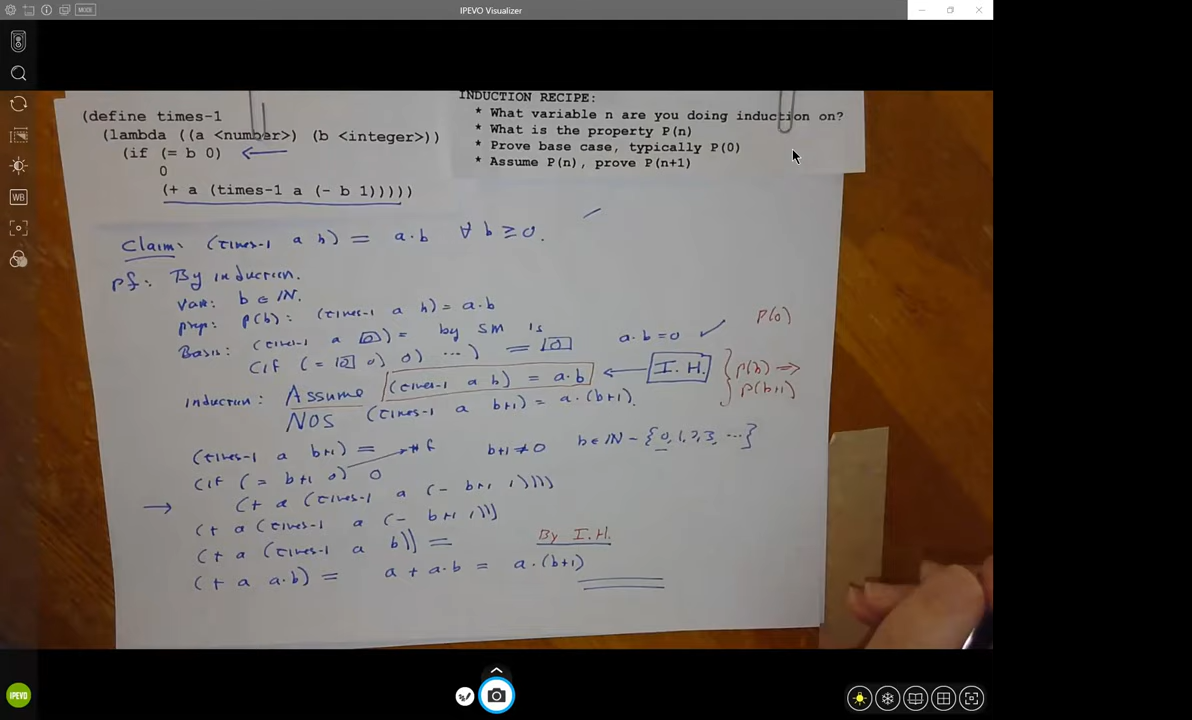 IPEVO Visualizer
MODE
WB
(define times-1
(lambda ((a <number>) (b <integer>))
(if (= b 0)
0
(+ a (times-1 a (- b 1)))))
INDUCTION RECIPE:
* What variable n are you doing induction on?
* What is the property P(n)
* Prove base case, typically P(0)
* Assume P(n), prove P(n+1)
Claim: (times-1 a b) = a·b ∀ b ≥ 0.
Pf: By induction.
Var: b ∈ IN.
prop: P(b): (times-1 a b) = a·b
Basis: (times-1 a 0) = by SM is
(if (= 0 0) 0) ...) = 0 a·b = 0 ✓ P(0)
Induction: Assume (times-1 a b) = a·b ← I.H. P(b) => P(b+1)
NOS (times-1 a b+1) = a·(b+1).
(times-1 a b+1) = #f b+1 ≠ 0 b ∈ IN - {0, 1, 2, 3, ...}
(if (= b+1 0) 0
→ (+ a (times-1 a (- b+1 1))))
(+ a (times-1 a (- b+1 1)))
(+ a (times-1 a b)) = By I.H.
(+ a a·b) = a + a·b = a·(b+1)
IPEVO